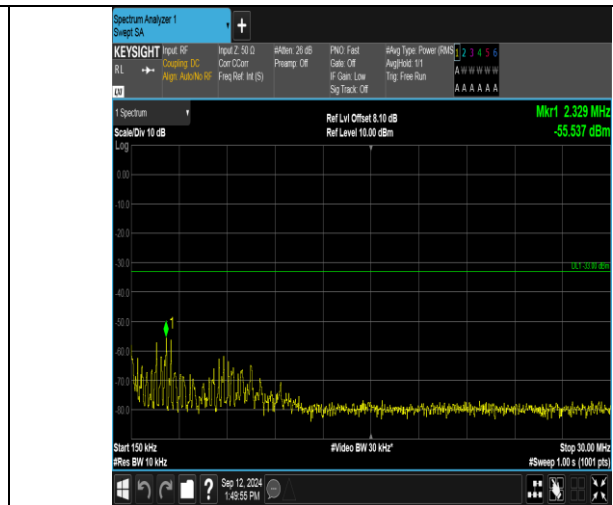 Spectrum Analyzer 1
Swept SA
+
KEYSIGHT Input: RF Input Z: 50 Ω #Atten: 26 dB PNO: Fast #Avg Type: Power (RMS 1 2 3 4 5 6
RL Coupling: DC Corr CCorr Preamp: Off Gate: Off Avg|Hold: 1/1 A W W W W W
Align: Auto/No RF Freq Ref: Int (S) IF Gain: Low Trig: Free Run
LXI Sig Track: Off A A A A A A
1 Spectrum Ref Lvl Offset 8.10 dB Mkr1 2.329 MHz
Scale/Div 10 dB Ref Level 10.00 dBm -55.537 dBm
Log
0.00
-10.0
-20.0
-30.0
DL1 -33.00 dBm
-40.0
-50.0
1
-60.0
-70.0
-80.0
Start 150 kHz #Video BW 30 kHz* Stop 30.00 MHz
#Res BW 10 kHz #Sweep 1.00 s (1001 pts)
? Sep 12, 2024
1:49:55 PM